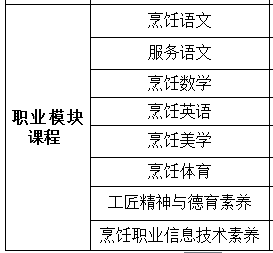 职业模块
课程
烹饪语文
服务语文
烹饪数学
烹饪英语
烹饪美学
烹饪体育
工匠精神与德育素养
烹饪职业信息技术素养